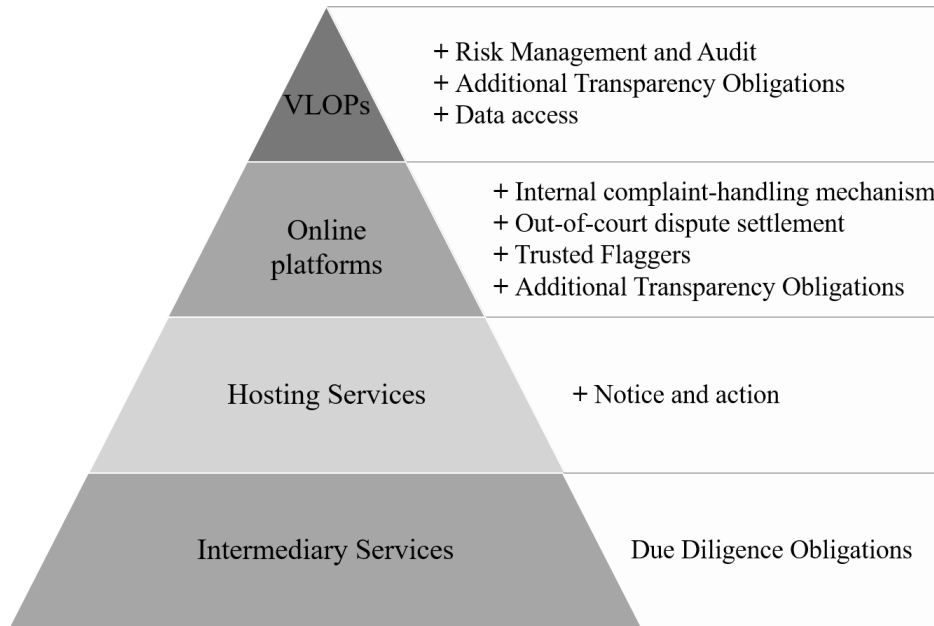 VLOPs
+ Risk Management and Audit
+ Additional Transparency Obligations
+ Data access
Online
platforms
+ Internal complaint-handling mechanism
+ Out-of-court dispute settlement
+ Trusted Flaggers
+ Additional Transparency Obligations
Hosting Services
+ Notice and action
Intermediary Services
Due Diligence Obligations